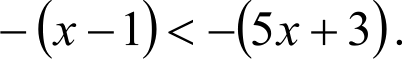 −(x − 1) < −(5x + 3).